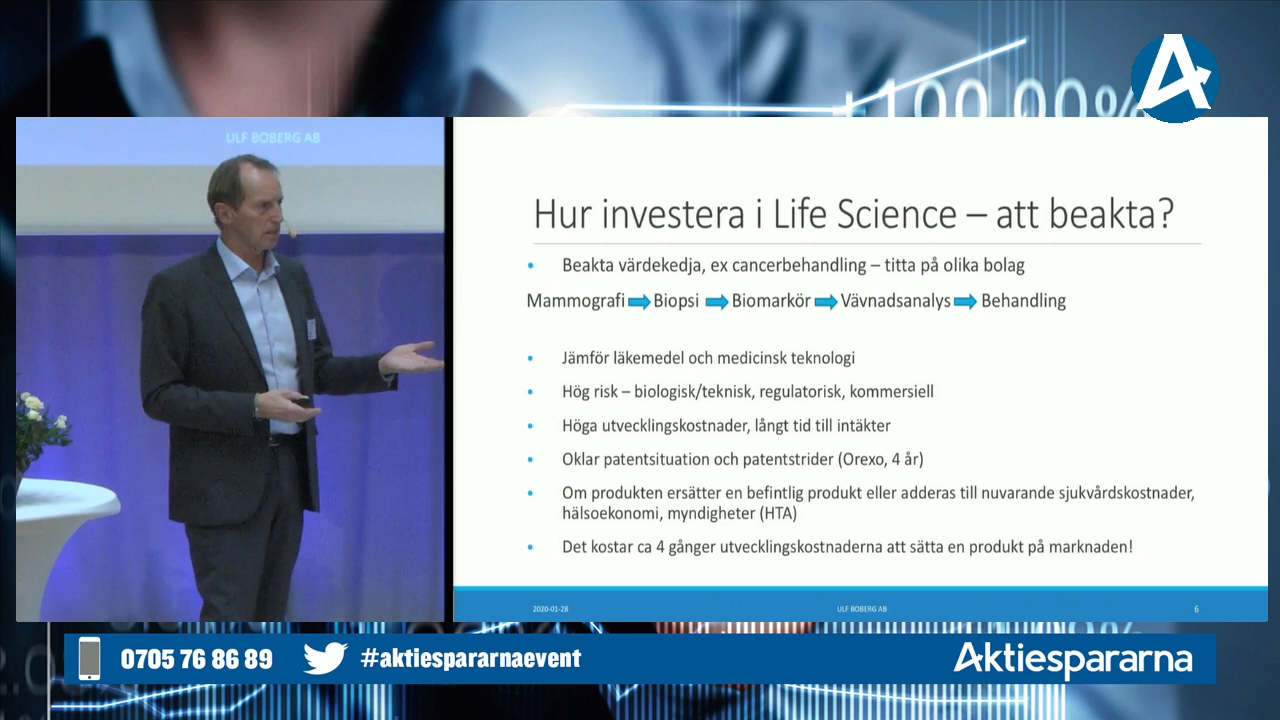 +100,00%
ULF BOBERG AB
Hur investera i Life Science – att beakta?
• Beakta värdekedja, ex cancerbehandling – titta på olika bolag
Mammografi Biopsi Biomarkör Vävnadsanalys Behandling
• Jämför läkemedel och medicinsk teknologi
• Hög risk – biologisk/teknisk, regulatorisk, kommersiell
• Höga utvecklingskostnader, långt tid till intäkter
• Oklar patentsituation och patentstrider (Orexo, 4 år)
• Om produkten ersätter en befintlig produkt eller adderas till nuvarande sjukvårdskostnader,
hälsoekonomi, myndigheter (HTA)
• Det kostar ca 4 gånger utvecklingskostnaderna att sätta en produkt på marknaden!
2020-01-28 ULF BOBERG AB 6
0705 76 86 89 #aktiespararnaevent Aktiespararna